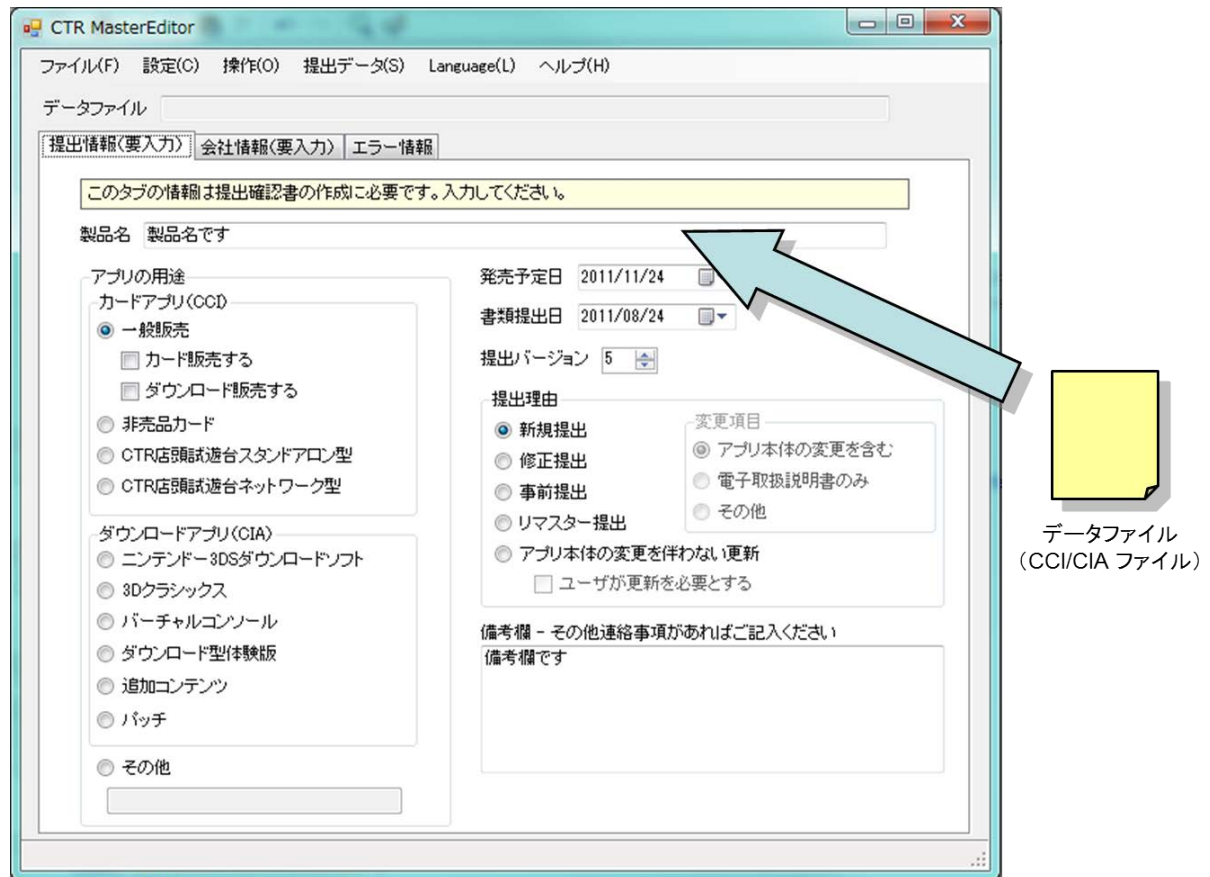 CTR MasterEditor
ファイル(F) 設定(C) 操作(O) 提出データ(S) Language(L) ヘルプ(H)
データファイル
提出情報(要入力) 会社情報(要入力) エラー情報
このタブの情報は提出確認書の作成に必要です。入力してください。
製品名 製品名です
アプリの用途
カードアプリ(CCI)
一般販売
カード販売する
ダウンロード販売する
非売品カード
CTR店頭試遊台スタンドアロン型
CTR店頭試遊台ネットワーク型
ダウンロードアプリ(CIA)
ニンテンドー3DSダウンロードソフト
3Dクラシックス
バーチャルコンソール
ダウンロード型体験版
追加コンテンツ
パッチ
その他
発売予定日 2011/11/24
書類提出日 2011/08/24
提出バージョン 5
提出理由
新規提出
修正提出
事前提出
リマスター提出
アプリ本体の変更を伴わない更新
ユーザが更新を必要とする
変更項目
アプリ本体の変更を含む
電子取扱説明書のみ
その他
備考欄 - その他連絡事項があればご記入ください
備考欄です
データファイル
(CCI/CIA ファイル)